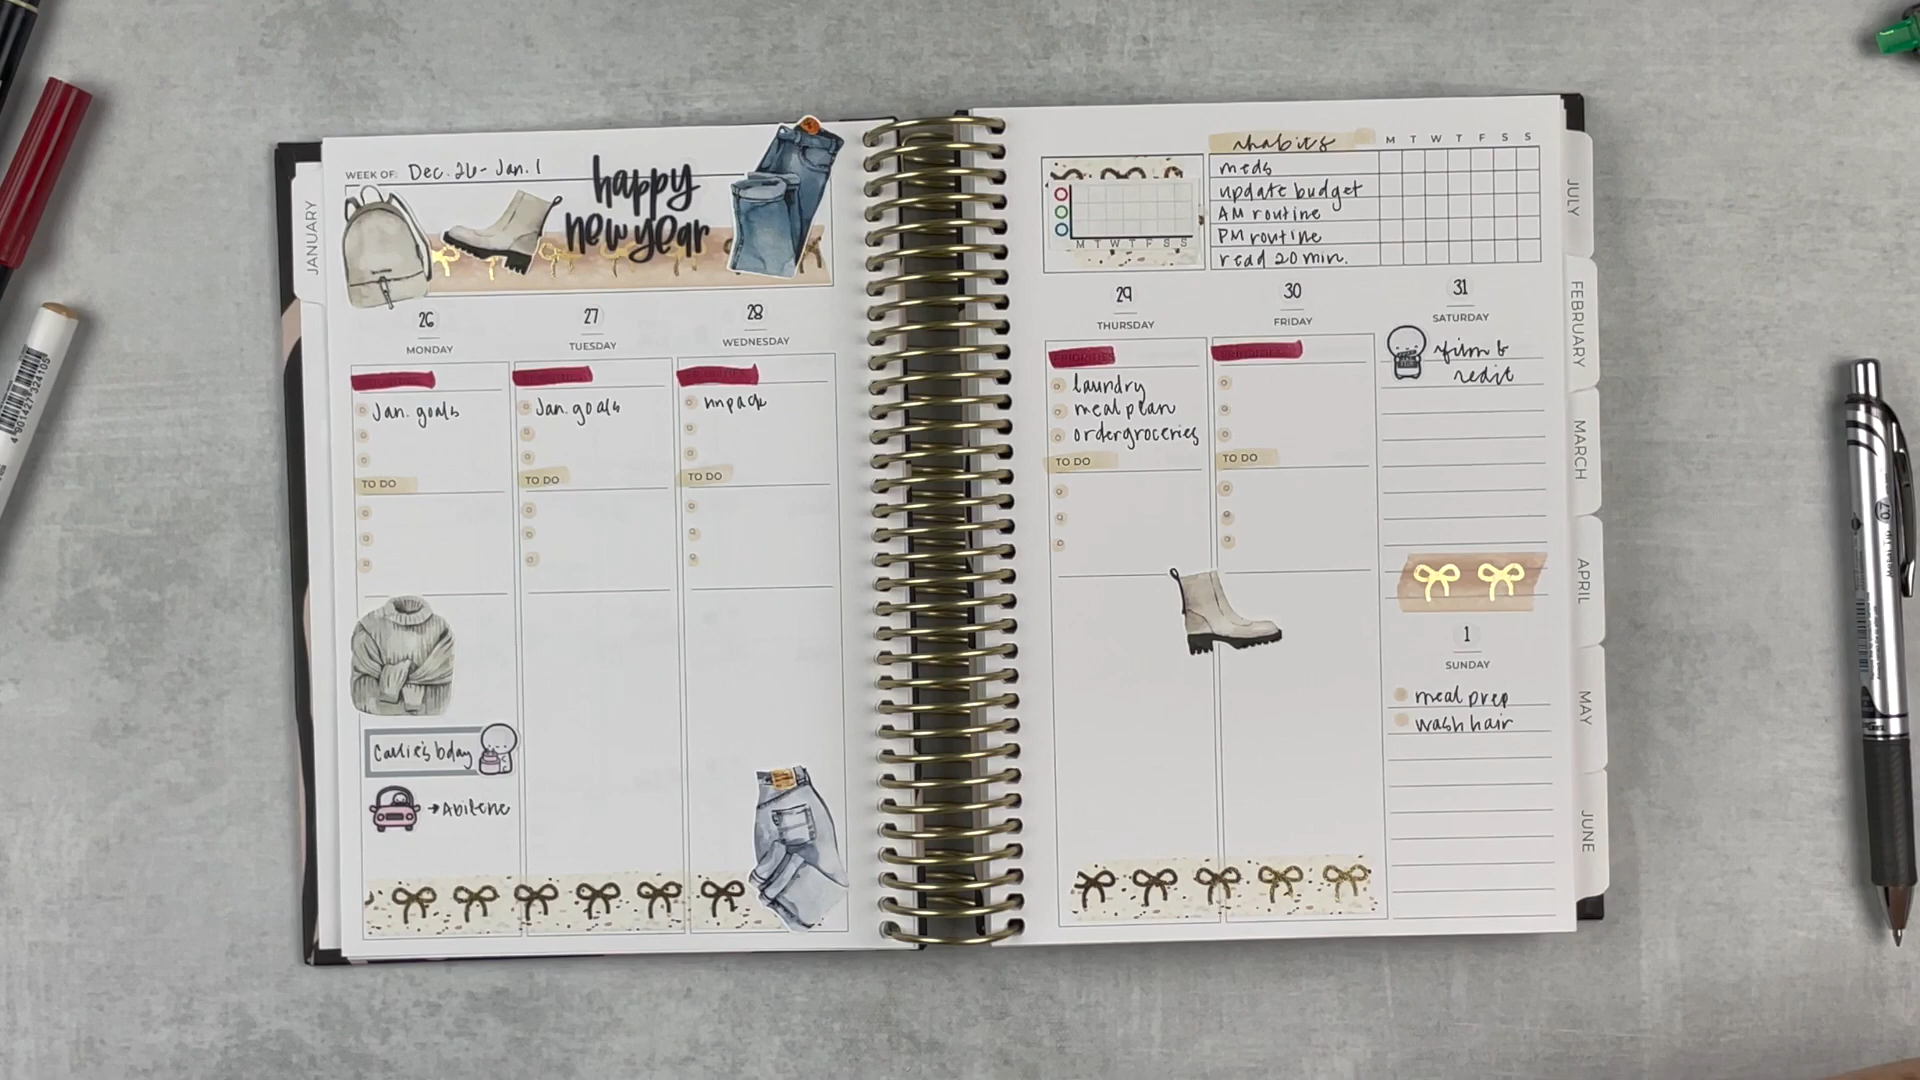 WEEK OF: Dec. 26 - Jan. 1
happy
new year
JANUARY
26
MONDAY
Jan. goals
TO DO
Callie's bday
→ Abilene
27
TUESDAY
Jan. goals
TO DO
28
WEDNESDAY
unpack
TO DO
M T W T F S S
habits
M T W T F S S
meds
update budget
AM routine
PM routine
read 20 min.
29
THURSDAY
PRIORITIES
laundry
meal plan
order groceries
TO DO
30
FRIDAY
PRIORITIES
TO DO
31
SATURDAY
film &
edit
1
SUNDAY
meal prep
wash hair
JULY
FEBRUARY
MARCH
APRIL
MAY
JUNE
4901427324105